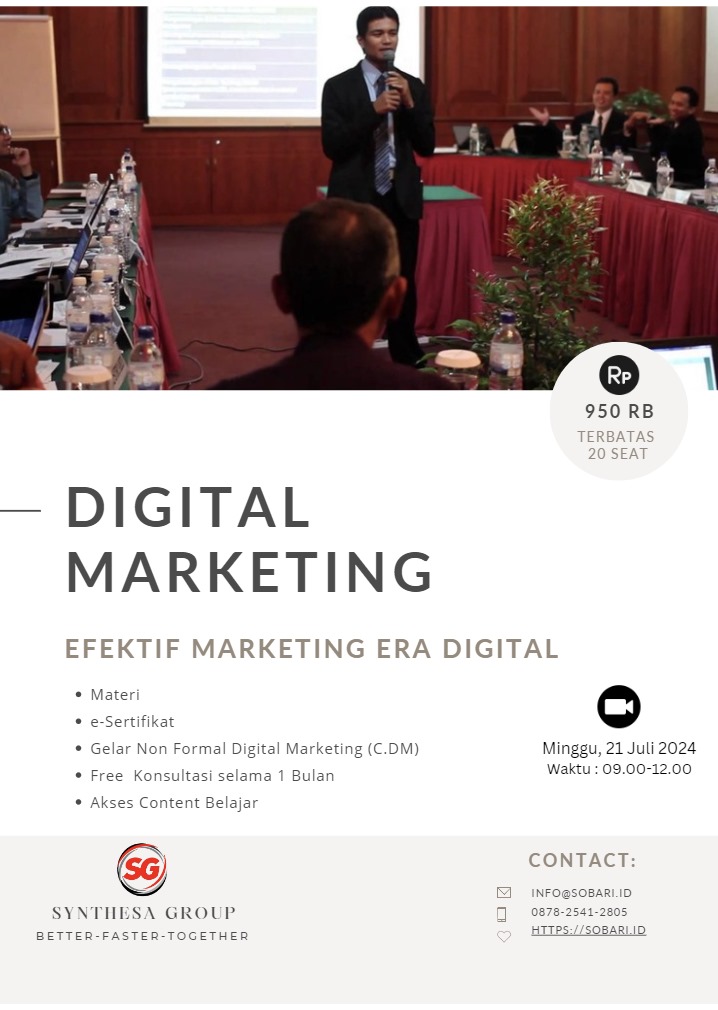 RP
950 RB
TERBATAS
20 SEAT
DIGITAL
MARKETING
EFEKTIF MARKETING ERA DIGITAL
Materi
e-Sertifikat
Gelar Non Formal Digital Marketing (C.DM)
Free Konsultasi selama 1 Bulan
Akses Content Belajar
Minggu, 21 Juli 2024
Waktu : 09.00-12.00
SG
SYNTHESA GROUP
BETTER-FASTER-TOGETHER
CONTACT:
INFO@SOBARI.ID
0878-2541-2805
HTTPS://SOBARI.ID